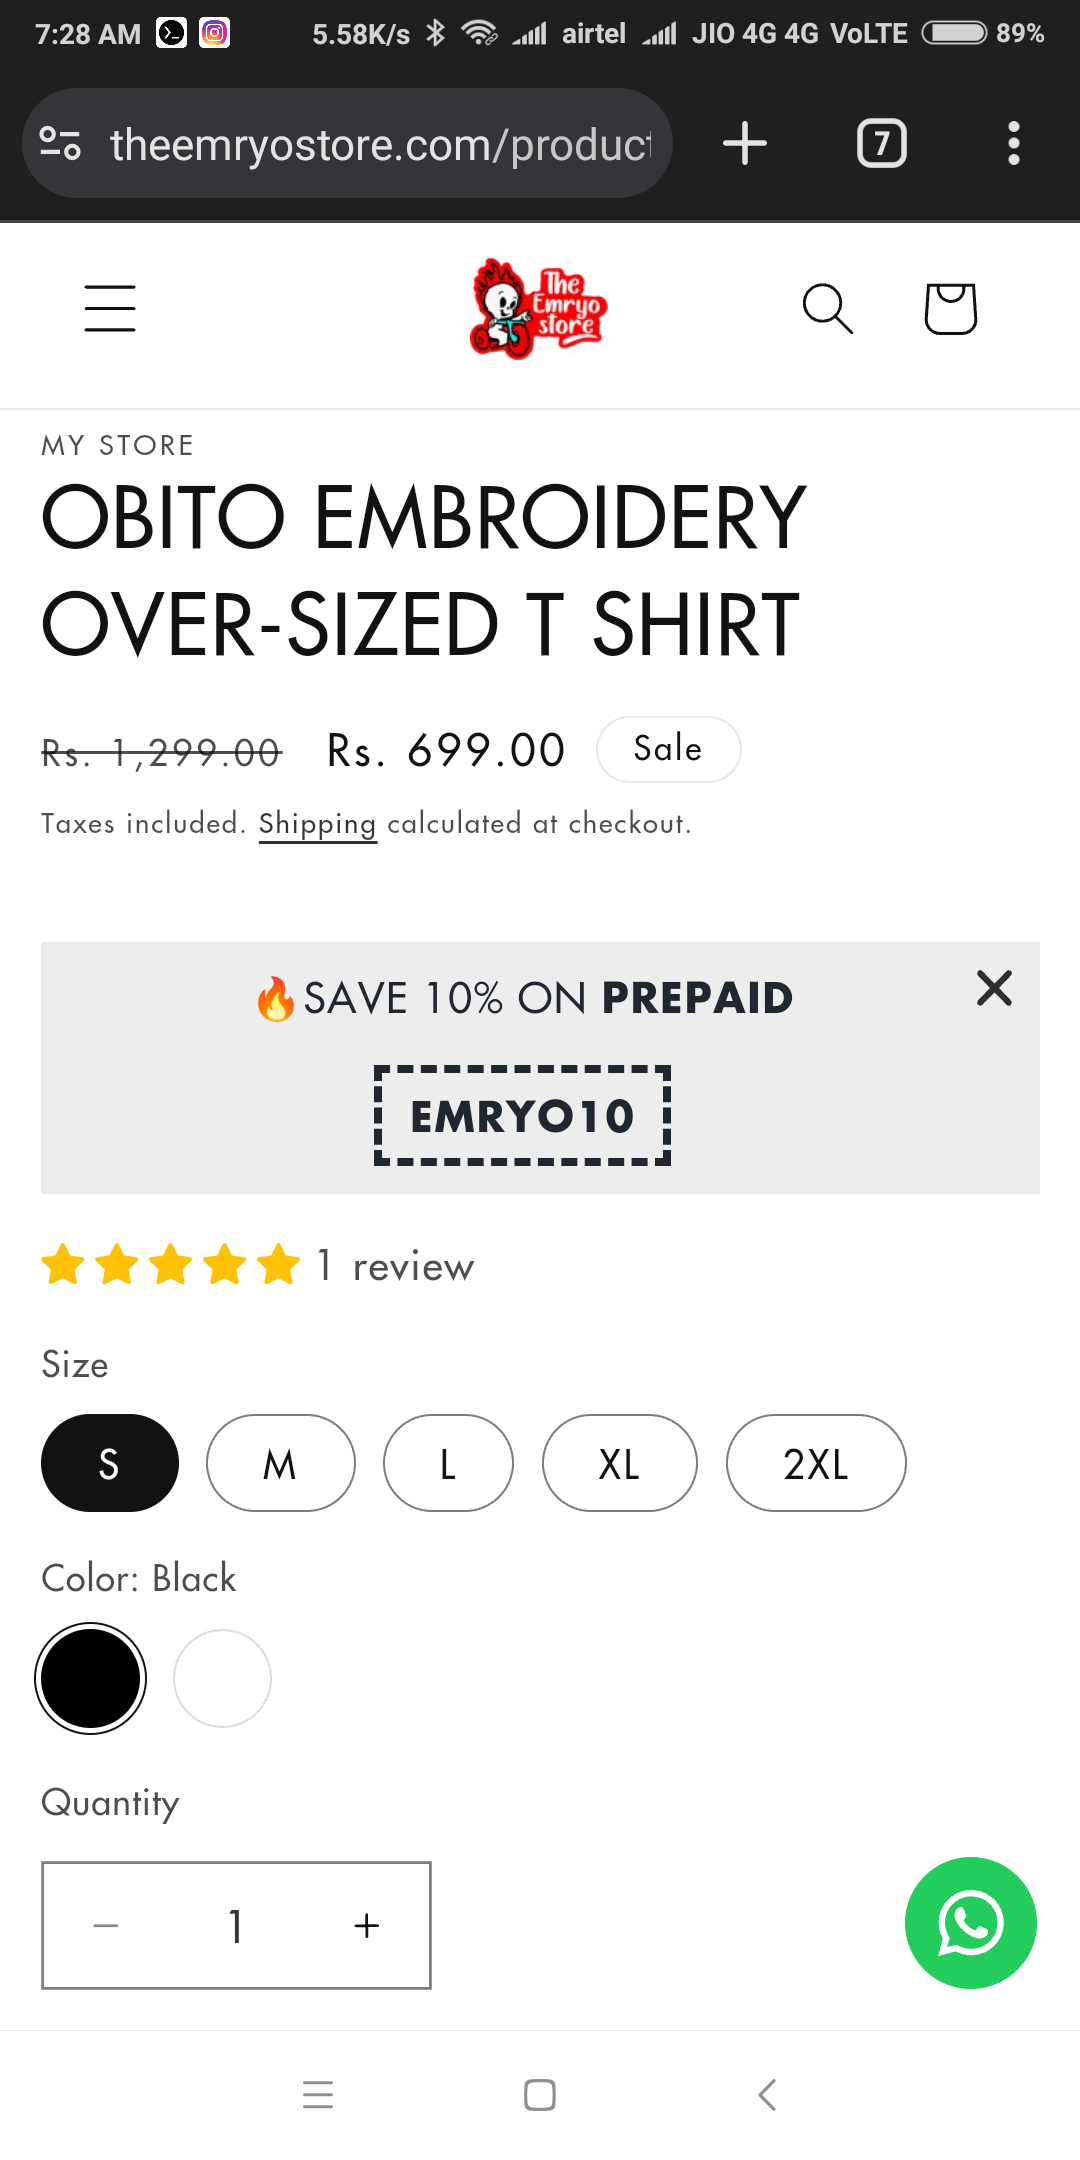 7:28 AM 5.58K/s airtel JIO 4G 4G VoLTE 89%
theemryostore.com/product
7
The
Emryo
store
MY STORE
OBITO EMBROIDERY
OVER-SIZED T SHIRT
Rs. 1,299.00 Rs. 699.00 Sale
Taxes included. Shipping calculated at checkout.
🔥SAVE 10% ON PREPAID
EMRYO10
1 review
Size
S M L XL 2XL
Color: Black
Quantity
− 1 +